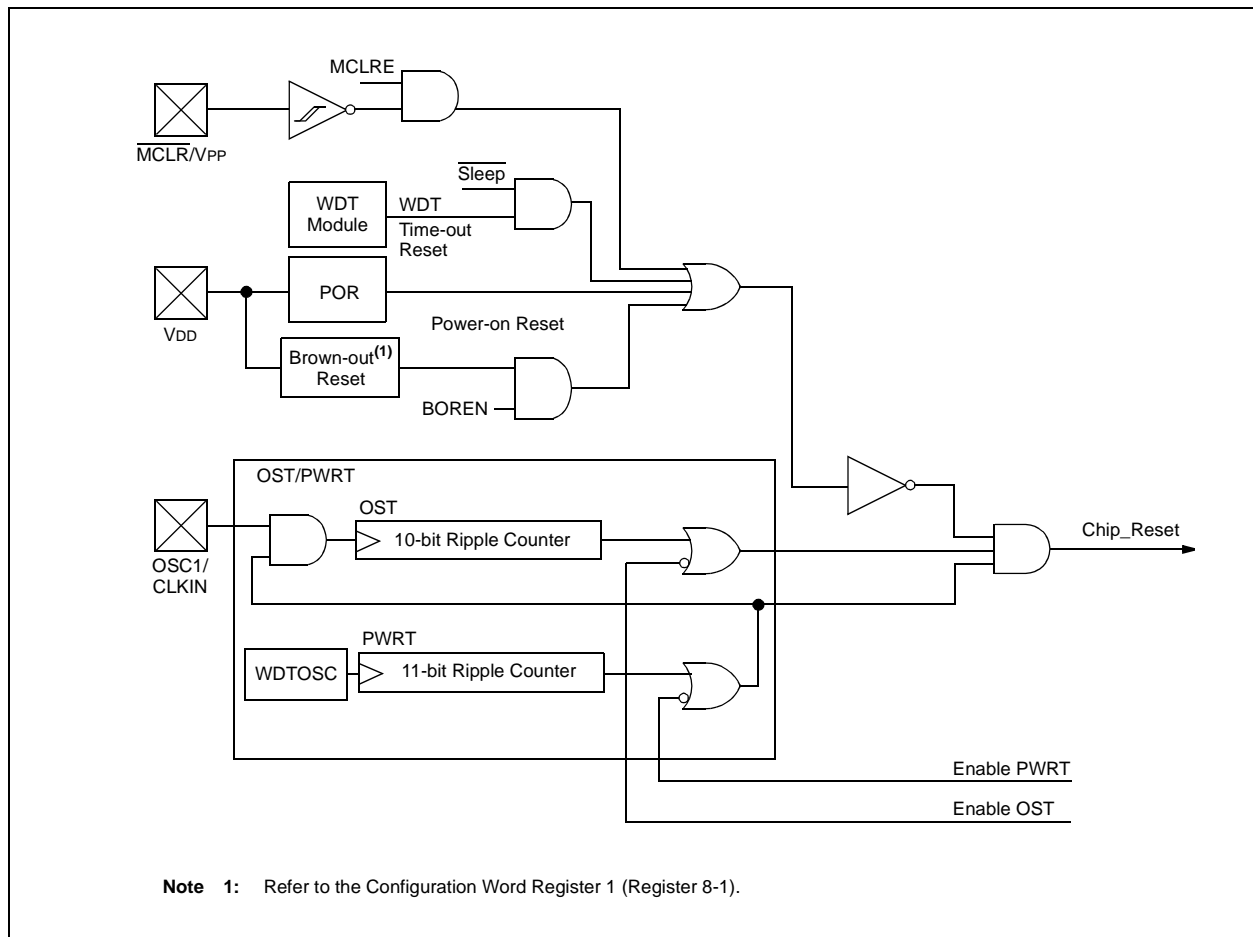 MCLRE
MCLR/VPP
Sleep
WDT
Module
WDT
Time-out
Reset
POR
VDD
Power-on Reset
Brown-out(1)
Reset
BOREN
OST/PWRT
OST
10-bit Ripple Counter
Chip_Reset
OSC1/
CLKIN
PWRT
WDTOSC
11-bit Ripple Counter
Enable PWRT
Enable OST
Note 1: Refer to the Configuration Word Register 1 (Register 8-1).